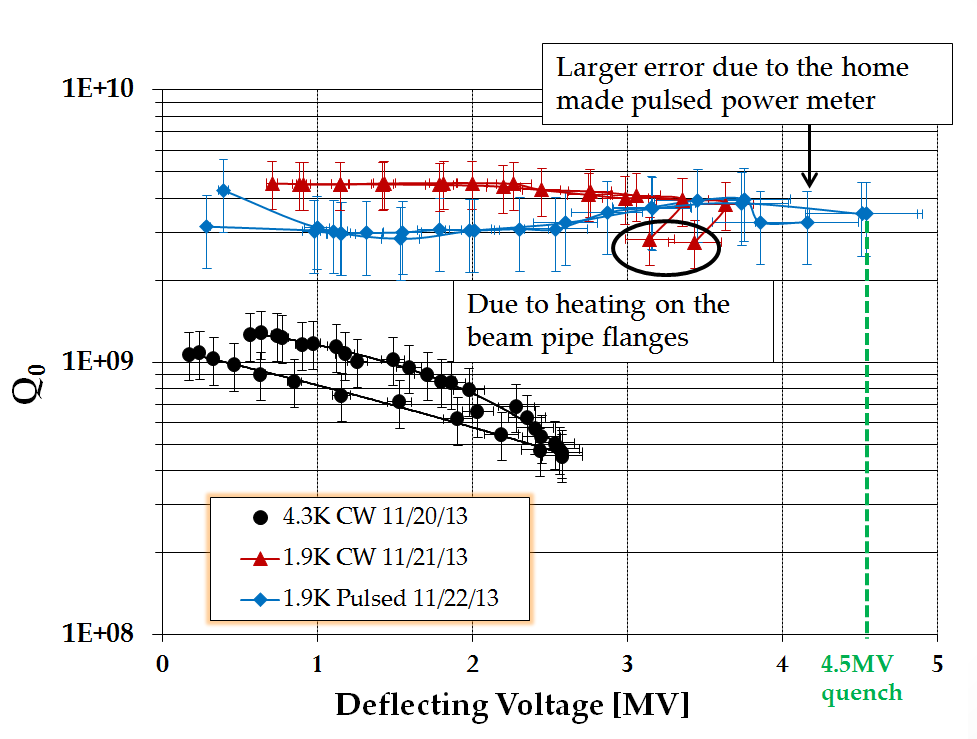 Larger error due to the home
made pulsed power meter
1E+10
Due to heating on the
beam pipe flanges
1E+09
Q0
4.3K CW 11/20/13
1.9K CW 11/21/13
1.9K Pulsed 11/22/13
1E+08
0 1 2 3 4 5
4.5MV
quench
Deflecting Voltage [MV]